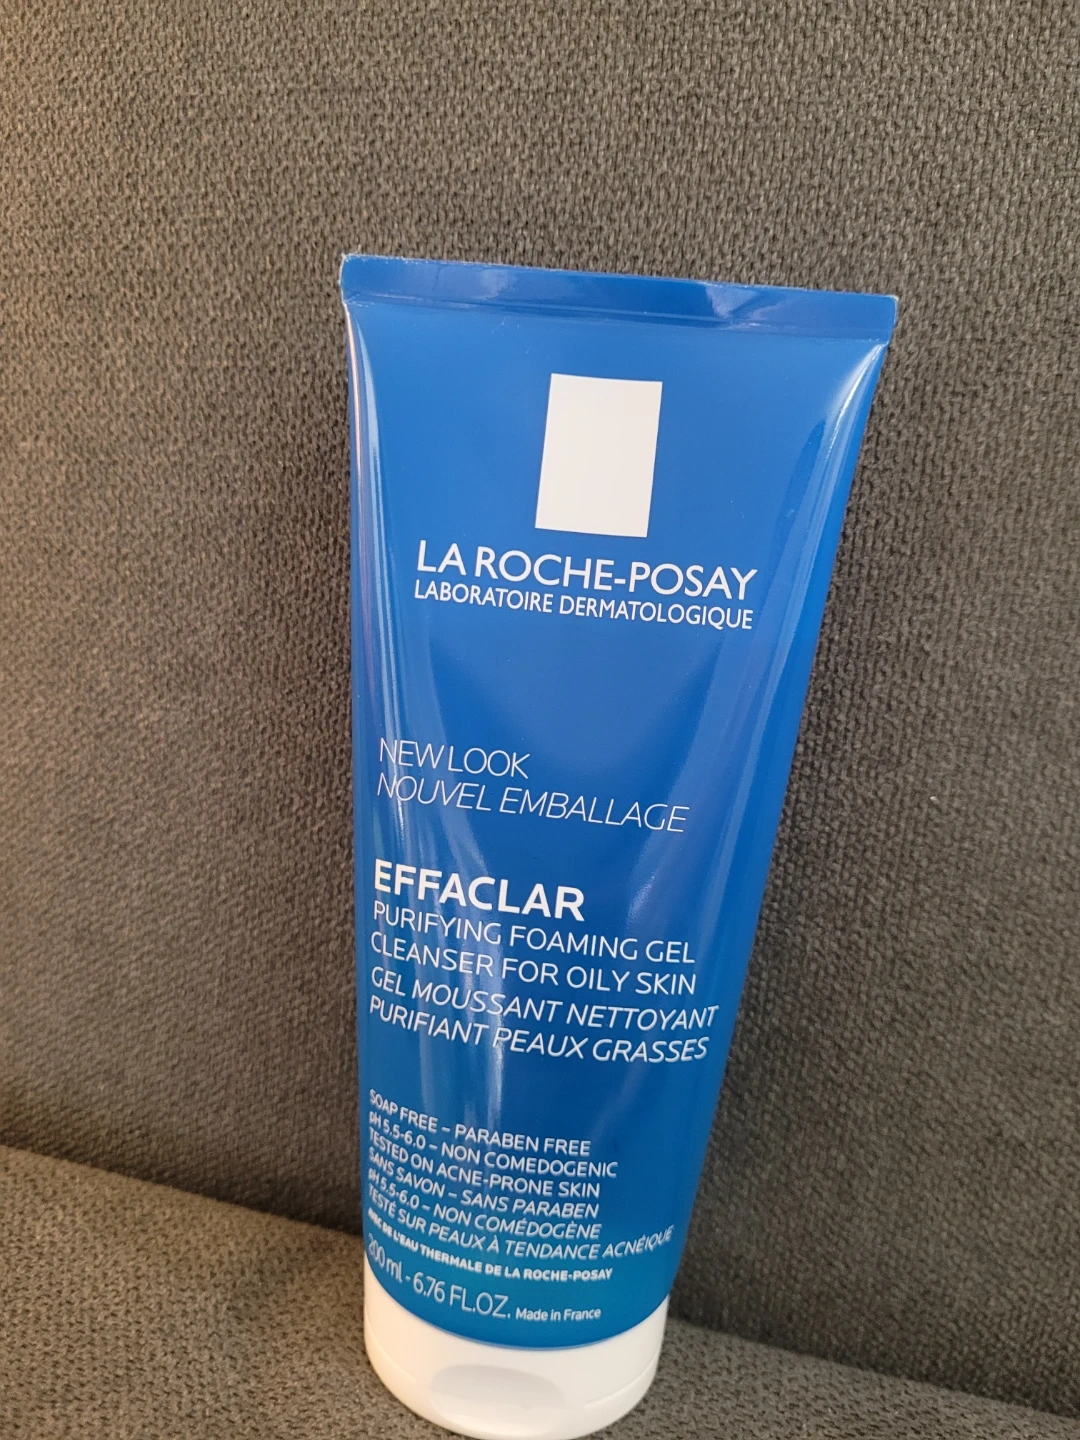 LA ROCHE-POSAY
LABORATOIRE DERMATOLOGIQUE
NEW LOOK
NOUVEL EMBALLAGE
EFFACLAR
PURIFYING FOAMING GEL
CLEANSER FOR OILY SKIN
GEL MOUSSANT NETTOYANT
PURIFIANT PEAUX GRASSES
SOAP FREE – PARABEN FREE
pH 5.5-6.0 – NON COMEDOGENIC
TESTED ON ACNE-PRONE SKIN
SANS SAVON – SANS PARABEN
pH 5.5-6.0 – NON COMÉDOGÈNE
TESTÉ SUR PEAUX À TENDANCE ACNÉIQUE
AVEC DE L'EAU THERMALE DE LA ROCHE-POSAY
200 ml - 6.76 FL.OZ. Made in France